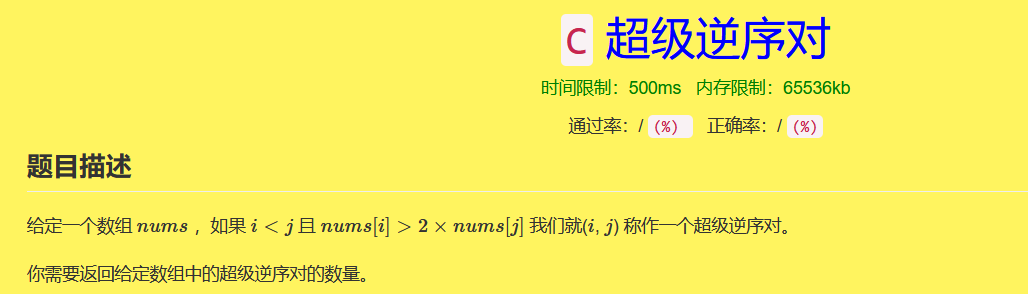 C 超级逆序对
时间限制：500ms 内存限制：65536kb
通过率：/ (%) 正确率：/ (%)
题目描述
给定一个数组 nums ，如果 i < j 且 nums[i] > 2 × nums[j] 我们就(i, j) 称作一个超级逆序对。
你需要返回给定数组中的超级逆序对的数量。